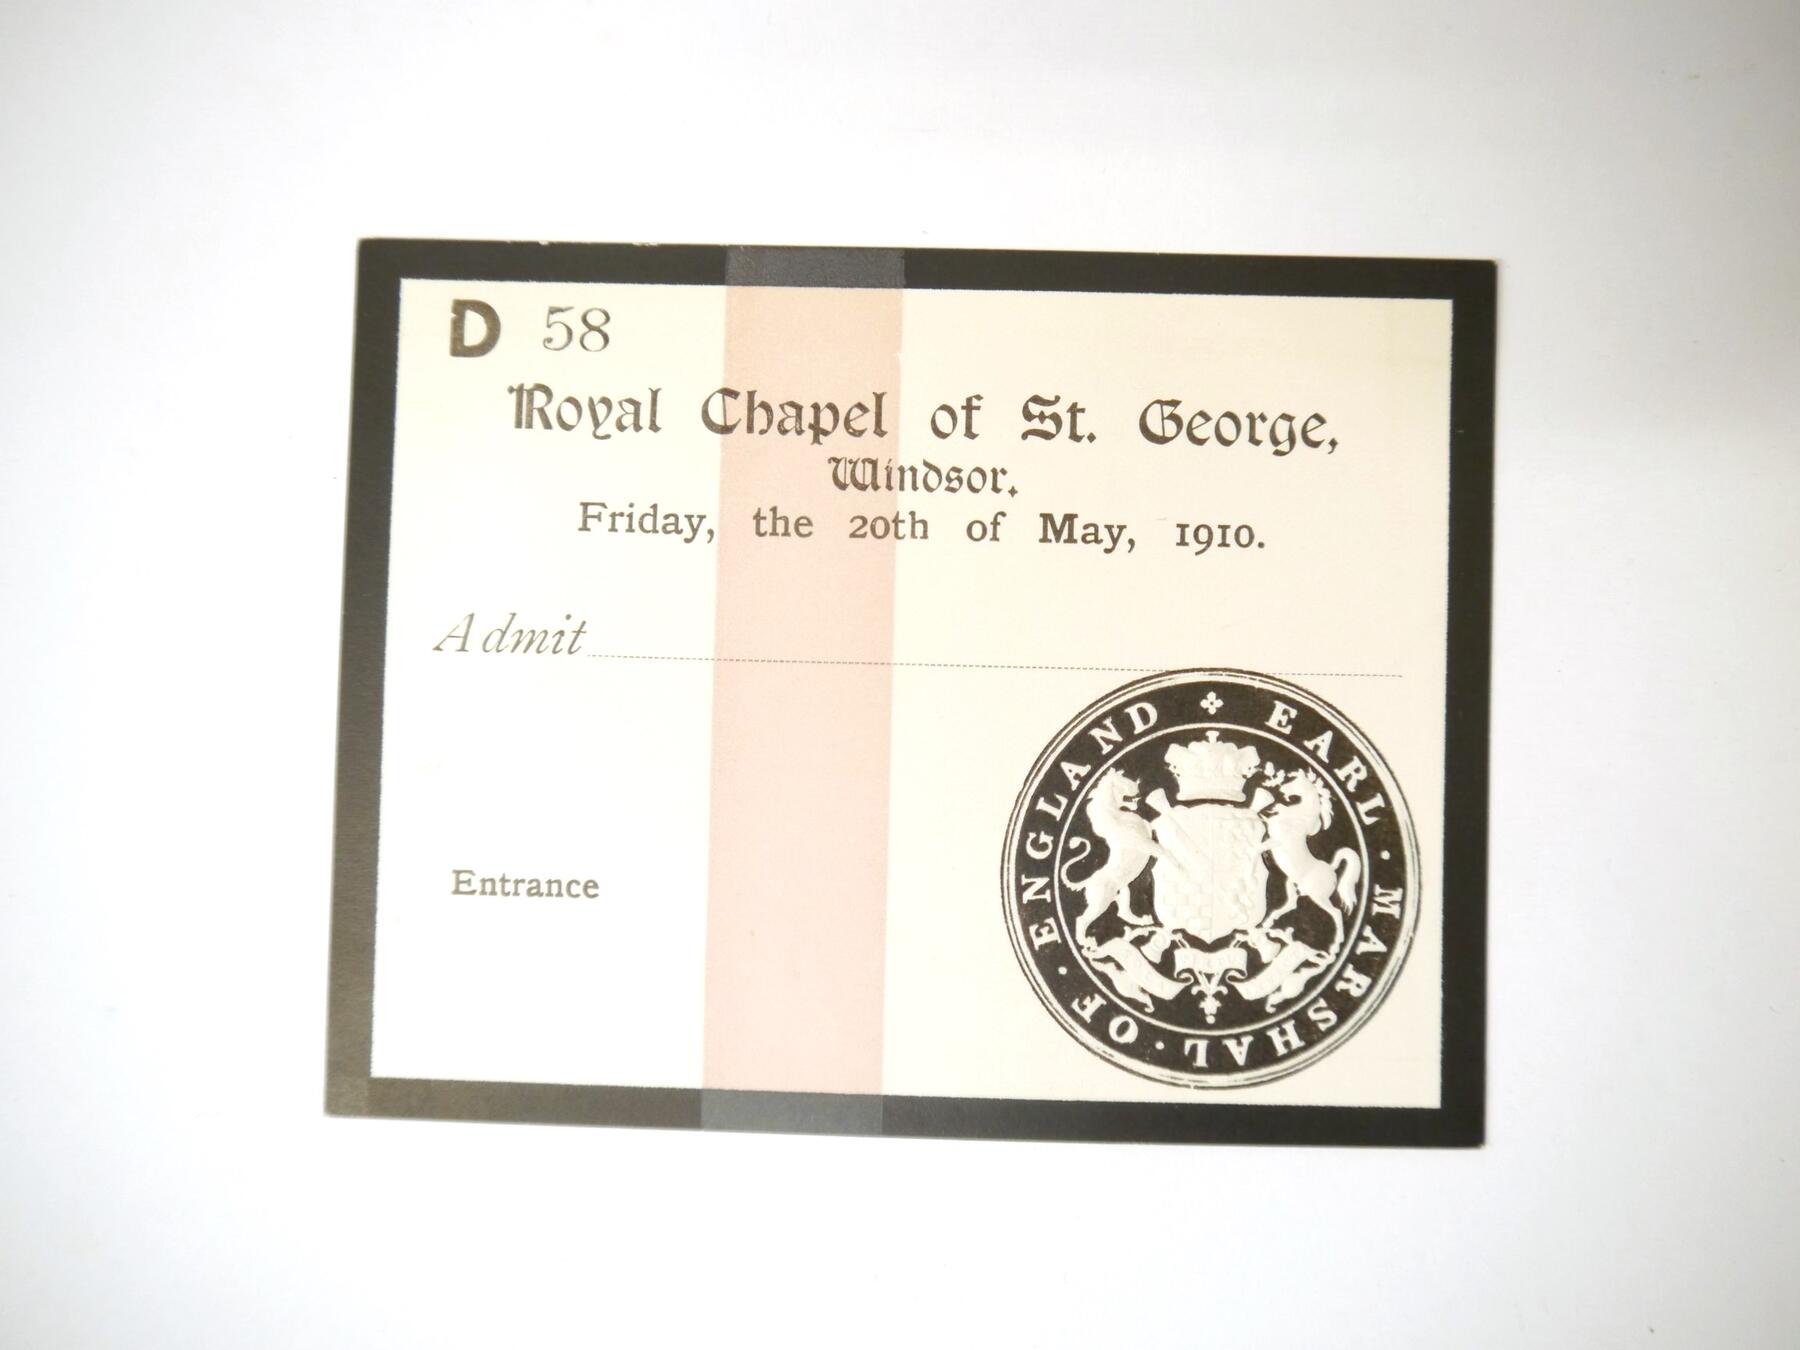 D 58
Royal Chapel of St. George,
Windsor.
Friday, the 20th of May, 1910.
Admit
Entrance
EARL · MARSHAL · OF · ENGLAND